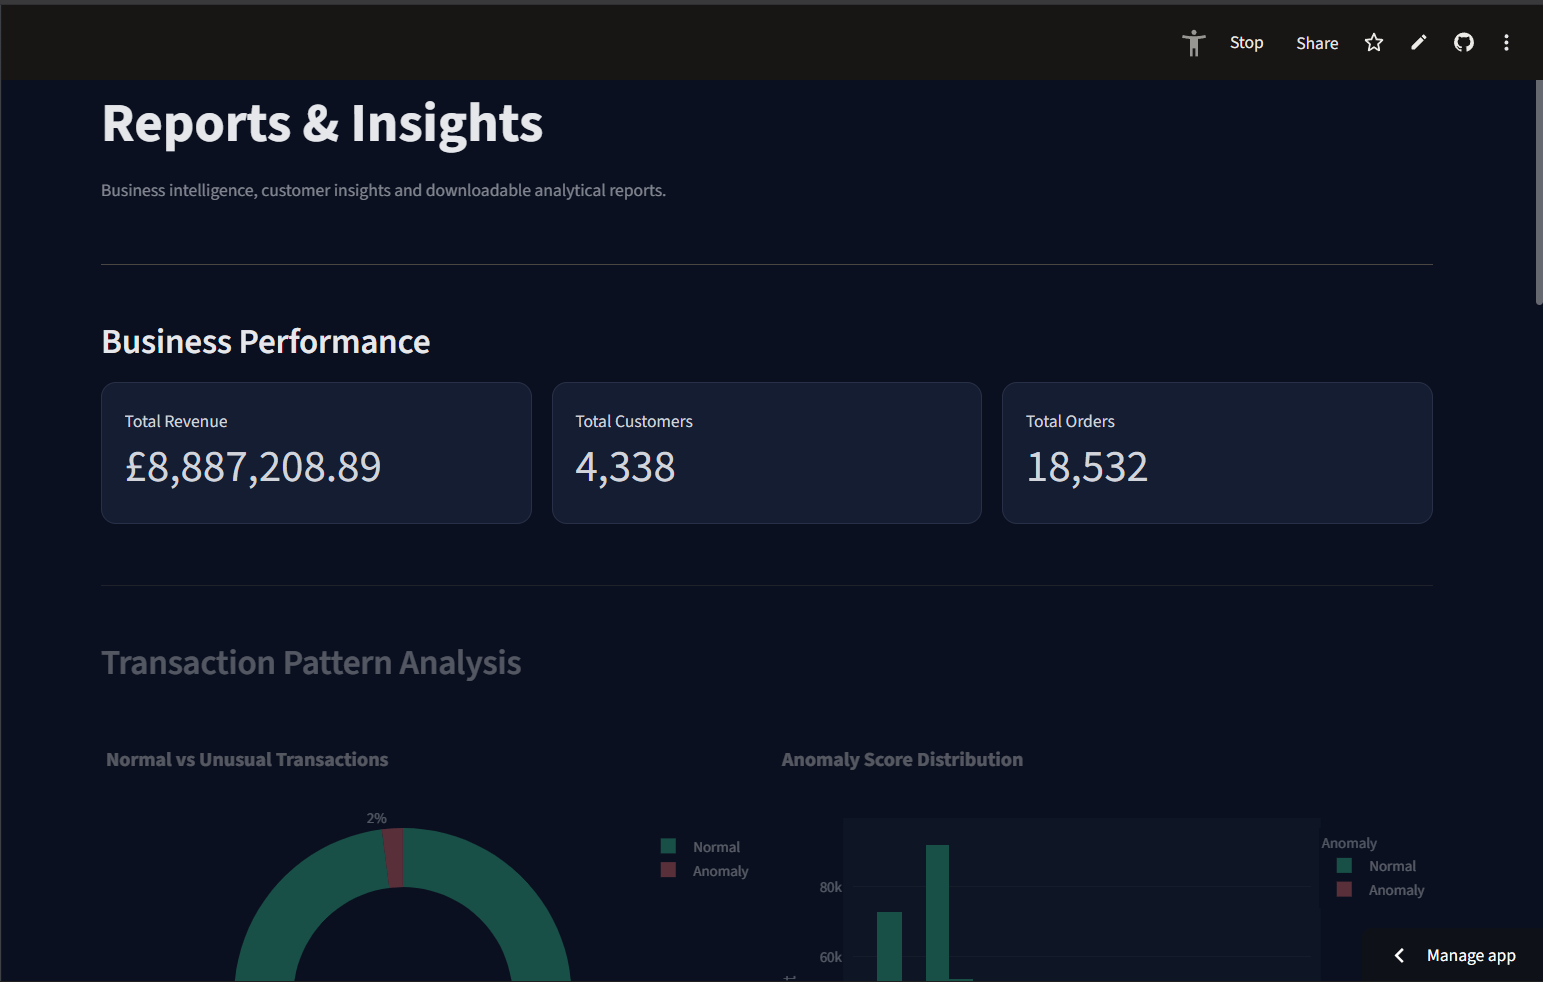 Stop Share
Reports & Insights
Business intelligence, customer insights and downloadable analytical reports.
Business Performance
Total Revenue
£8,887,208.89
Total Customers
4,338
Total Orders
18,532
Transaction Pattern Analysis
Normal vs Unusual Transactions
2%
Normal
Anomaly
Anomaly Score Distribution
80k
60k
Anomaly
Normal
Anomaly
Manage app